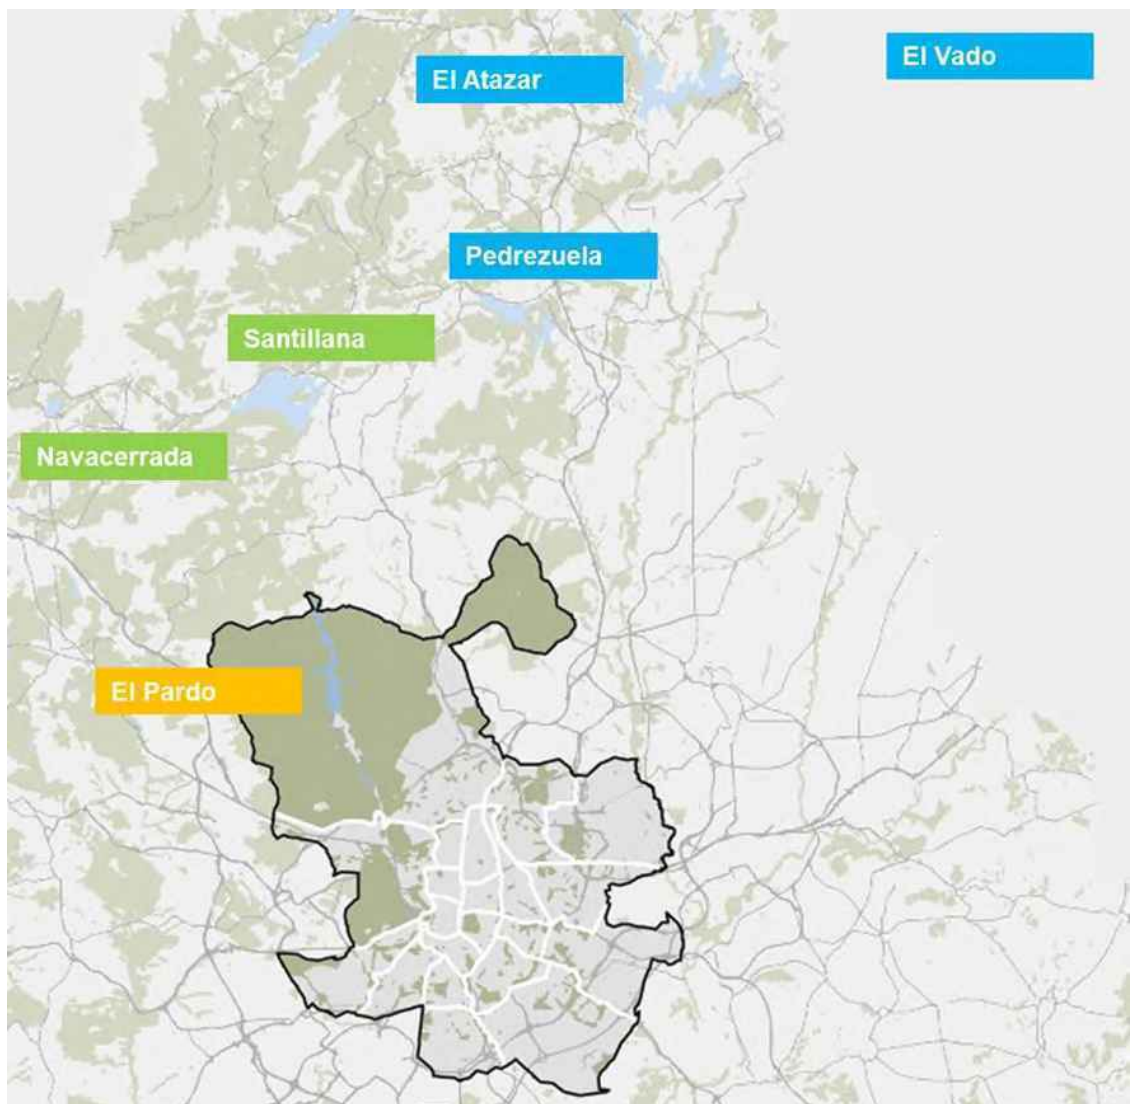 El Vado
El Atazar
Pedrezuela
Santillana
Navacerrada
El Pardo